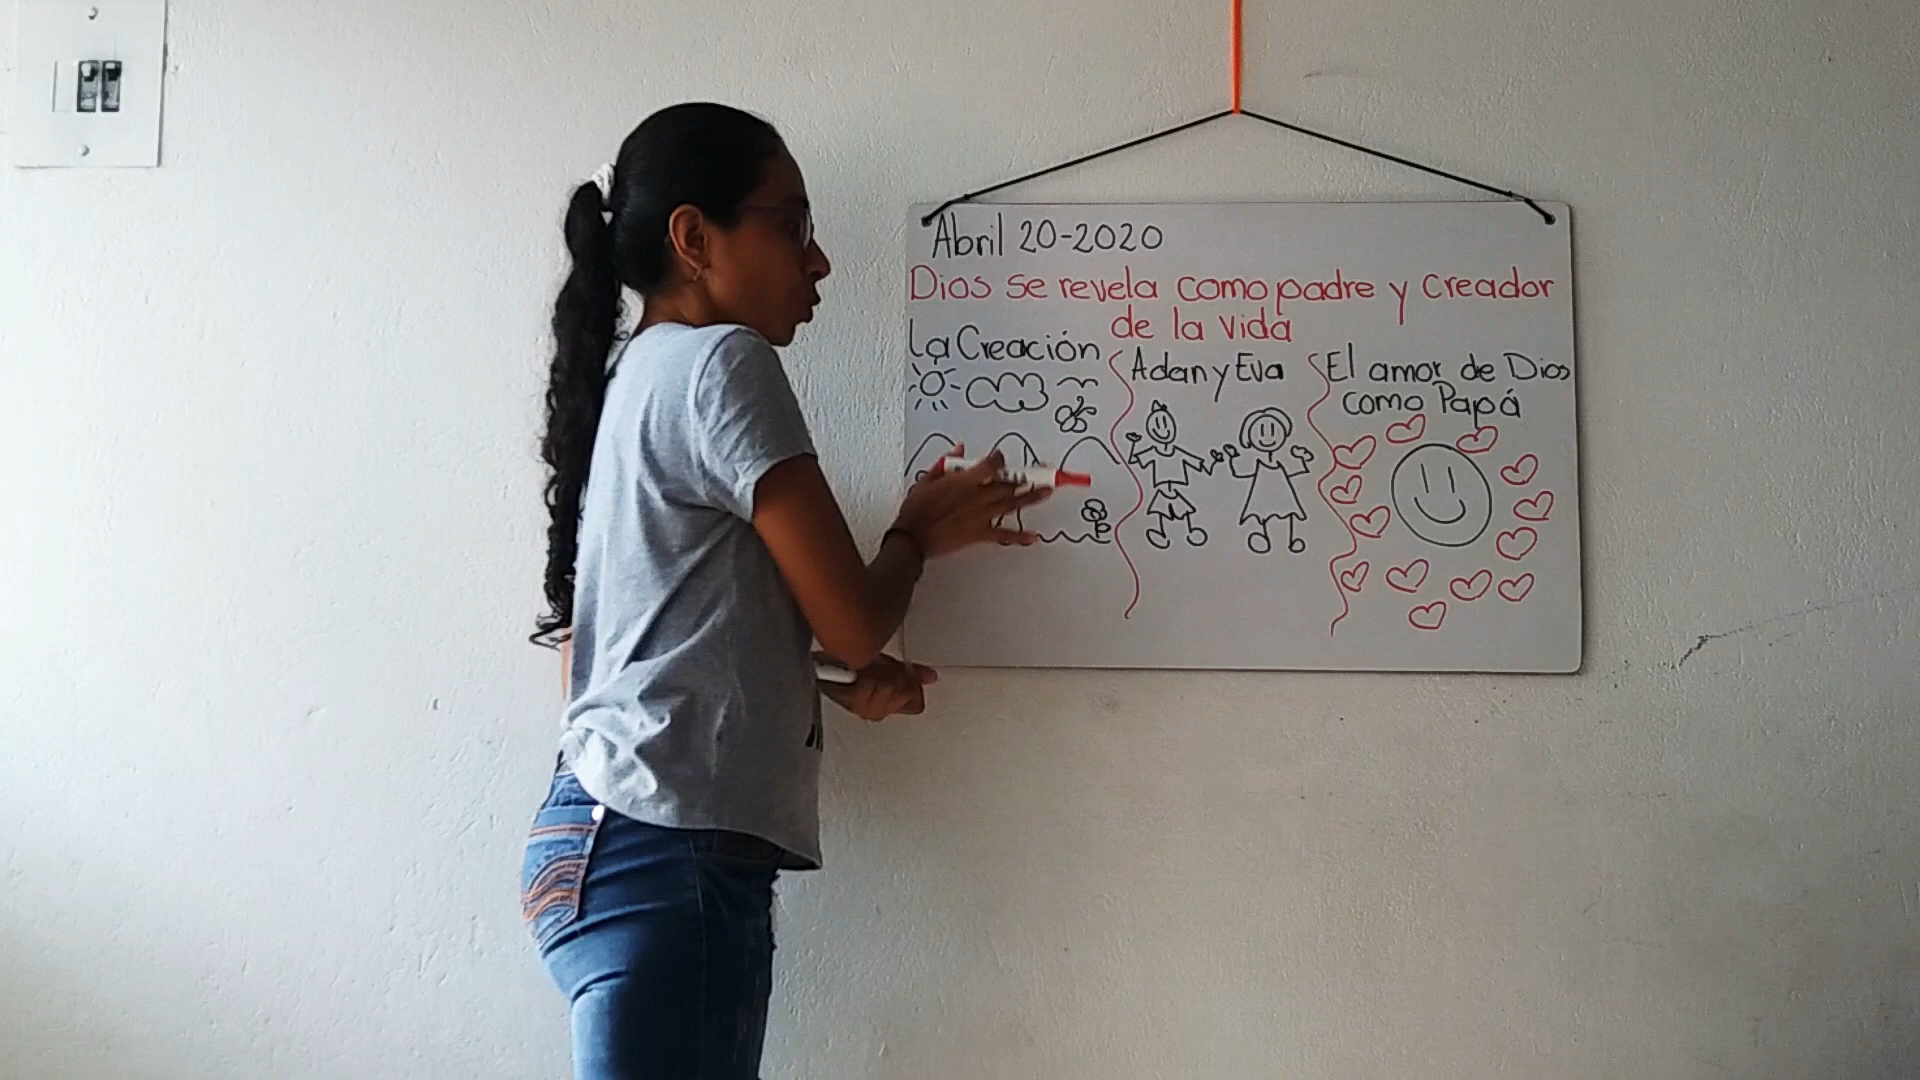 Abril 20-2020
Dios se revela como padre y creador
de la vida
La Creación
Adan y Eva
El amor de Dios
como Papá